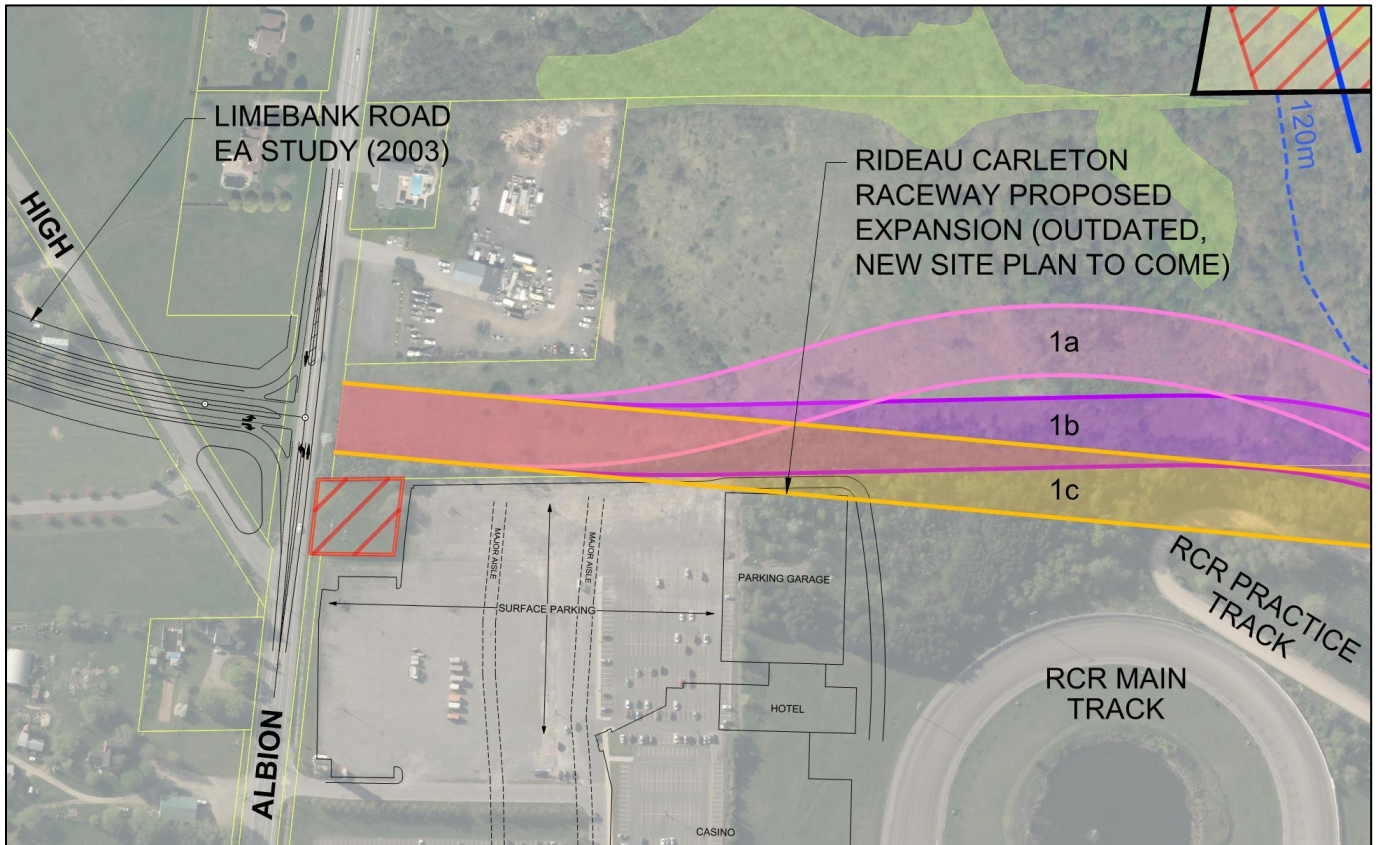 LIMEBANK ROAD
EA STUDY (2003)
HIGH
120m
RIDEAU CARLETON
RACEWAY PROPOSED
EXPANSION (OUTDATED,
NEW SITE PLAN TO COME)
1a
1b
1c
MAJOR AISLE
MAJOR AISLE
SURFACE PARKING
PARKING GARAGE
HOTEL
CASINO
RCR PRACTICE
TRACK
RCR MAIN
TRACK
ALBION